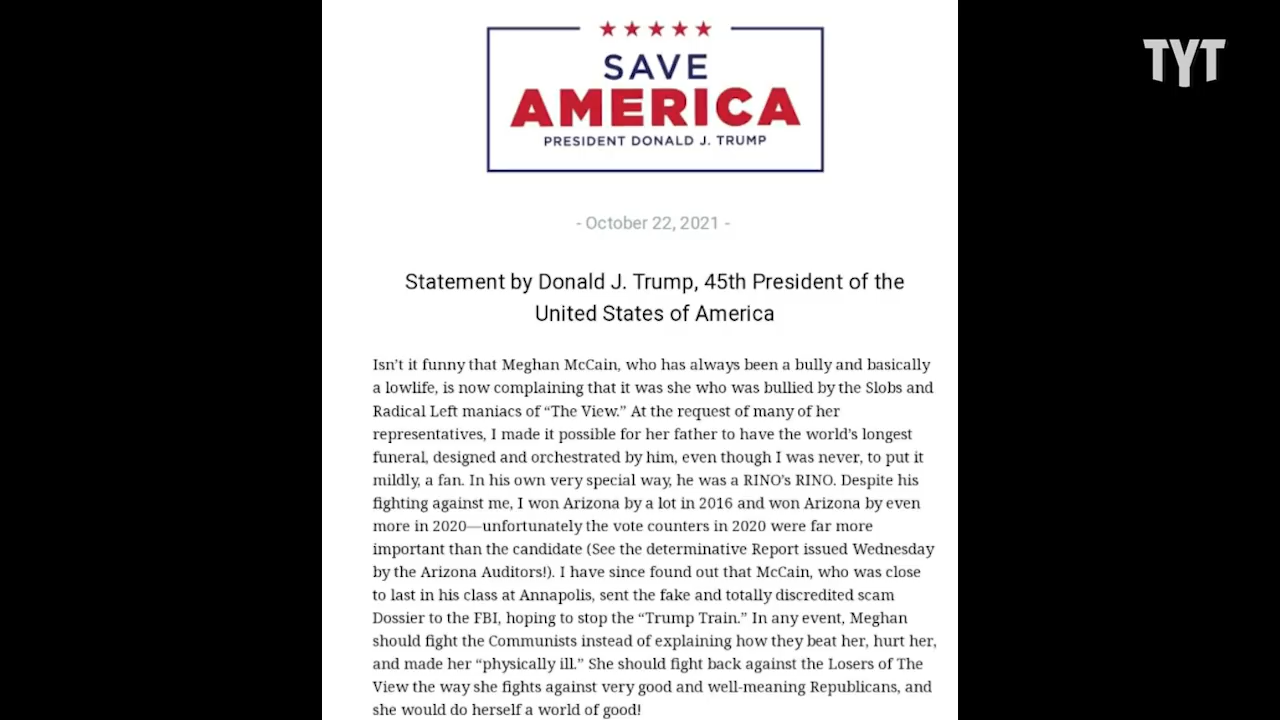 TYT
SAVE
AMERICA
PRESIDENT DONALD J. TRUMP
- October 22, 2021 -
Statement by Donald J. Trump, 45th President of the
United States of America
Isn’t it funny that Meghan McCain, who has always been a bully and basically
a lowlife, is now complaining that it was she who was bullied by the Slobs and
Radical Left maniacs of “The View.” At the request of many of her
representatives, I made it possible for her father to have the world’s longest
funeral, designed and orchestrated by him, even though I was never, to put it
mildly, a fan. In his own very special way, he was a RINO’s RINO. Despite his
fighting against me, I won Arizona by a lot in 2016 and won Arizona by even
more in 2020—unfortunately the vote counters in 2020 were far more
important than the candidate (See the determinative Report issued Wednesday
by the Arizona Auditors!). I have since found out that McCain, who was close
to last in his class at Annapolis, sent the fake and totally discredited scam
Dossier to the FBI, hoping to stop the “Trump Train.” In any event, Meghan
should fight the Communists instead of explaining how they beat her, hurt her,
and made her “physically ill.” She should fight back against the Losers of The
View the way she fights against very good and well-meaning Republicans, and
she would do herself a world of good!